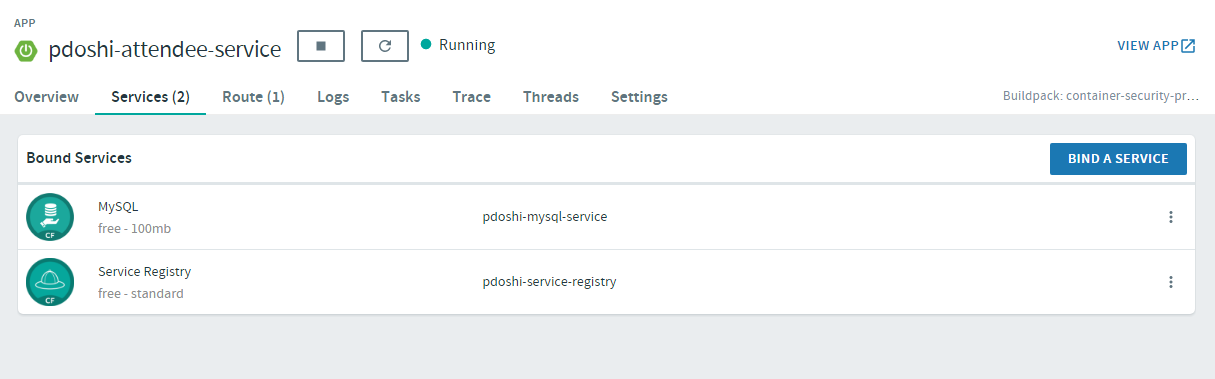 APP
pdoshi-attendee-service
Running
VIEW APP
Overview
Services (2)
Route (1)
Logs
Tasks
Trace
Threads
Settings
Buildpack: container-security-pr...
Bound Services
BIND A SERVICE
CF
MySQL
free - 100mb
pdoshi-mysql-service
CF
Service Registry
free - standard
pdoshi-service-registry